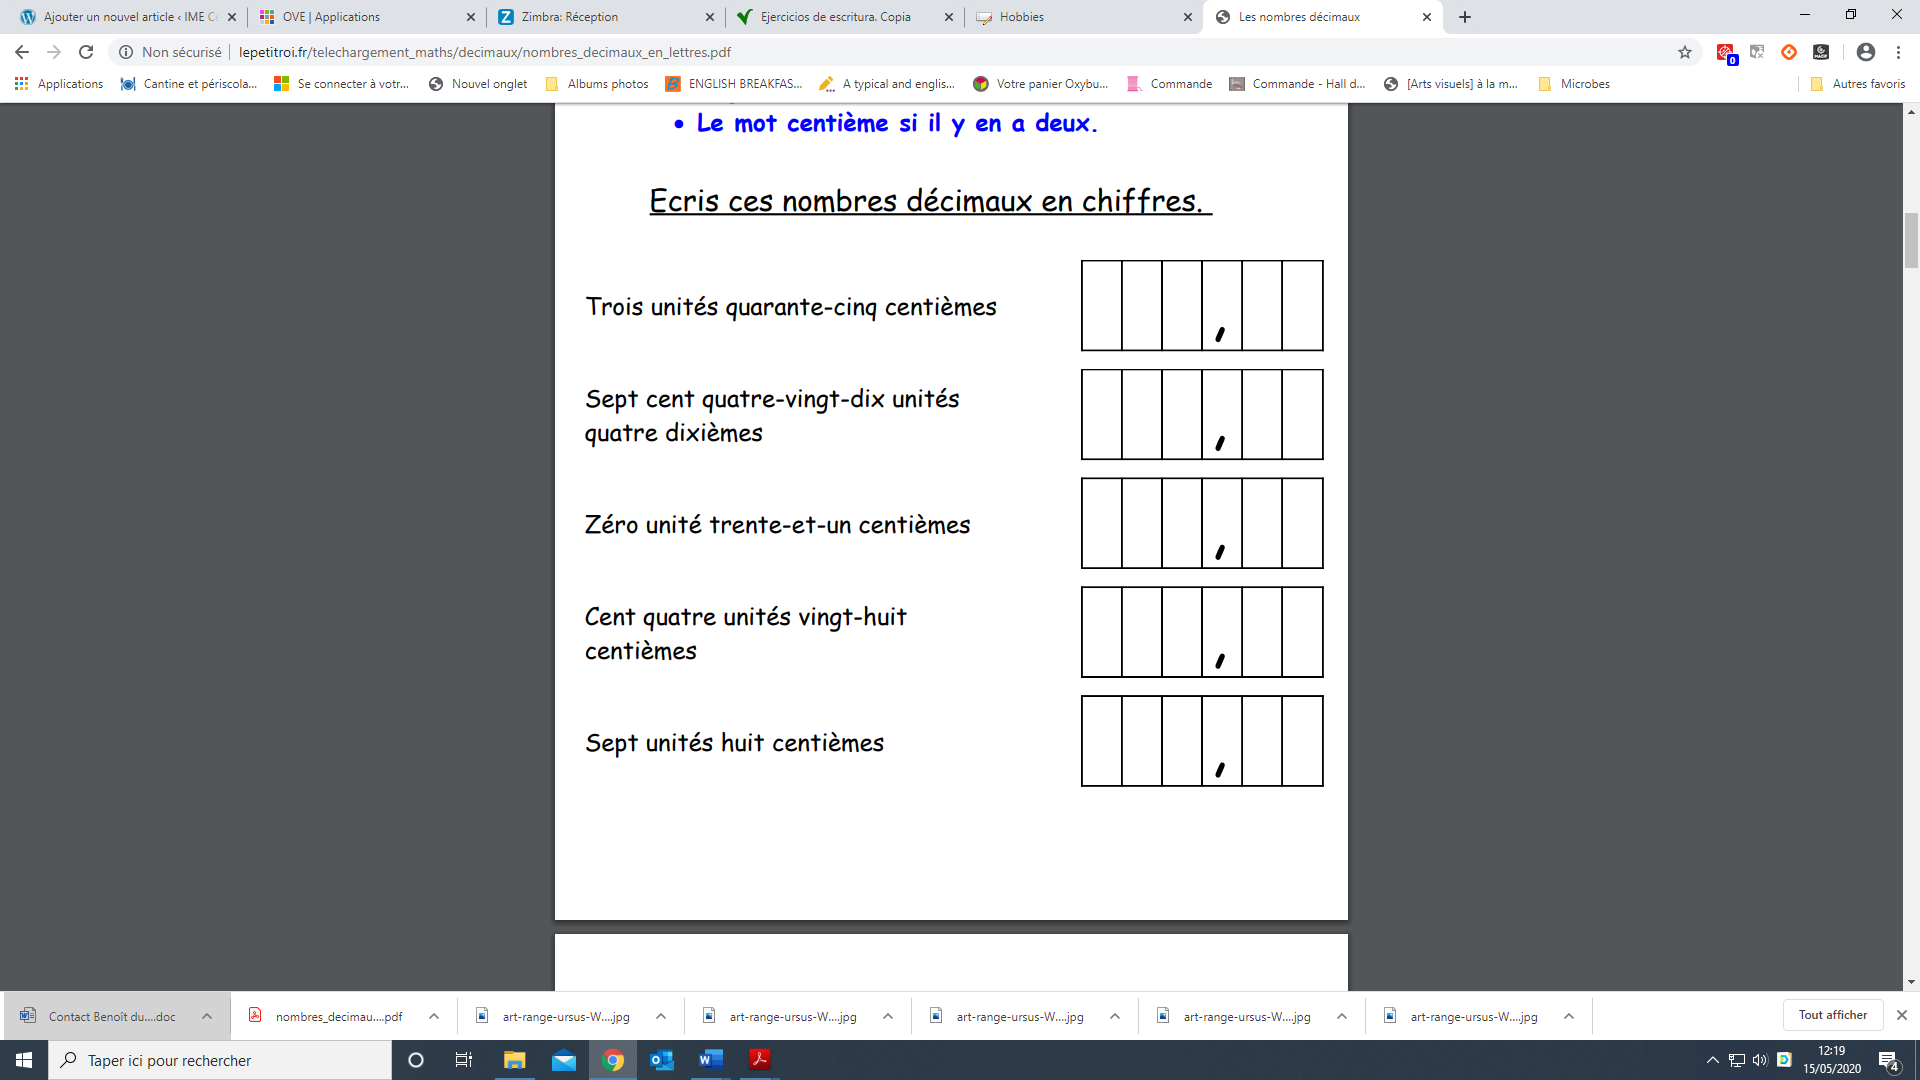 Ajouter un nouvel article ‹ IME C
OVE | Applications
Zimbra: Réception
Ejercicios de escritura. Copia
Hobbies
Les nombres décimaux
Non sécurisé | lepetitroi.fr/telechargement_maths/decimaux/nombres_decimaux_en_lettres.pdf
0
Applications
Cantine et périscola...
Se connecter à votr...
Nouvel onglet
Albums photos
ENGLISH BREAKFAS...
A typical and englis...
Votre panier Oxybu...
Commande
Commande - Hall d...
[Arts visuels] à la m...
Microbes
Autres favoris
• Le mot centième si il y en a deux.
Ecris ces nombres décimaux en chiffres.
Trois unités quarante-cinq centièmes
,
Sept cent quatre-vingt-dix unités
quatre dixièmes
,
Zéro unité trente-et-un centièmes
,
Cent quatre unités vingt-huit
centièmes
,
Sept unités huit centièmes
,
Contact Benoît du....doc
nombres_decimau....pdf
art-range-ursus-W....jpg
art-range-ursus-W....jpg
art-range-ursus-W....jpg
art-range-ursus-W....jpg
art-range-ursus-W....jpg
Tout afficher
Taper ici pour rechercher
12:19
15/05/2020
4